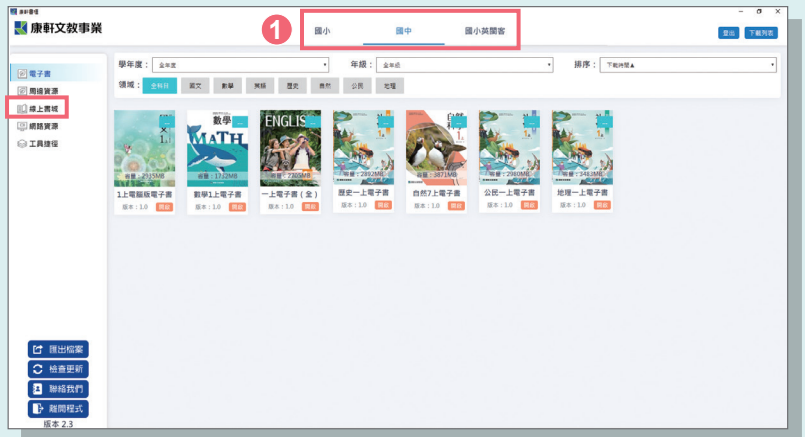 康軒書僮
康軒文教事業
1
國小
國中
國小英閩客
登出
下載列表
電子書
周邊資源
線上書城
網路資源
工具捷徑
學年度：
全年度
年級：
全年級
排序：
下載時間▲
領域：
全科目
國文
數學
英語
歷史
自然
公民
地理
數學
MATH
ENGLIS
容量：2935MB
容量：1732MB
容量：2305MB
容量：2892MB
容量：3871MB
容量：2980MB
容量：3483MB
1上電腦版電子書
數學1上電子書
一上電子書（全）
歷史一上電子書
自然7上電子書
公民一上電子書
地理一上電子書
版本：1.0
開啟
版本：1.0
開啟
版本：1.0
開啟
版本：1.0
開啟
版本：1.0
開啟
版本：1.0
開啟
版本：1.0
開啟
匯出檔案
檢查更新
聯絡我們
離開程式
版本 2.3